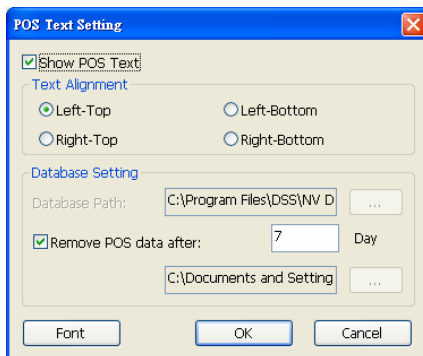 POS Text Setting
Show POS Text
Text Alignment
Left-Top Left-Bottom
Right-Top Right-Bottom
Database Setting
Database Path: C:\Program Files\DSS\NV D ...
Remove POS data after: 7 Day
C:\Documents and Setting ...
Font OK Cancel